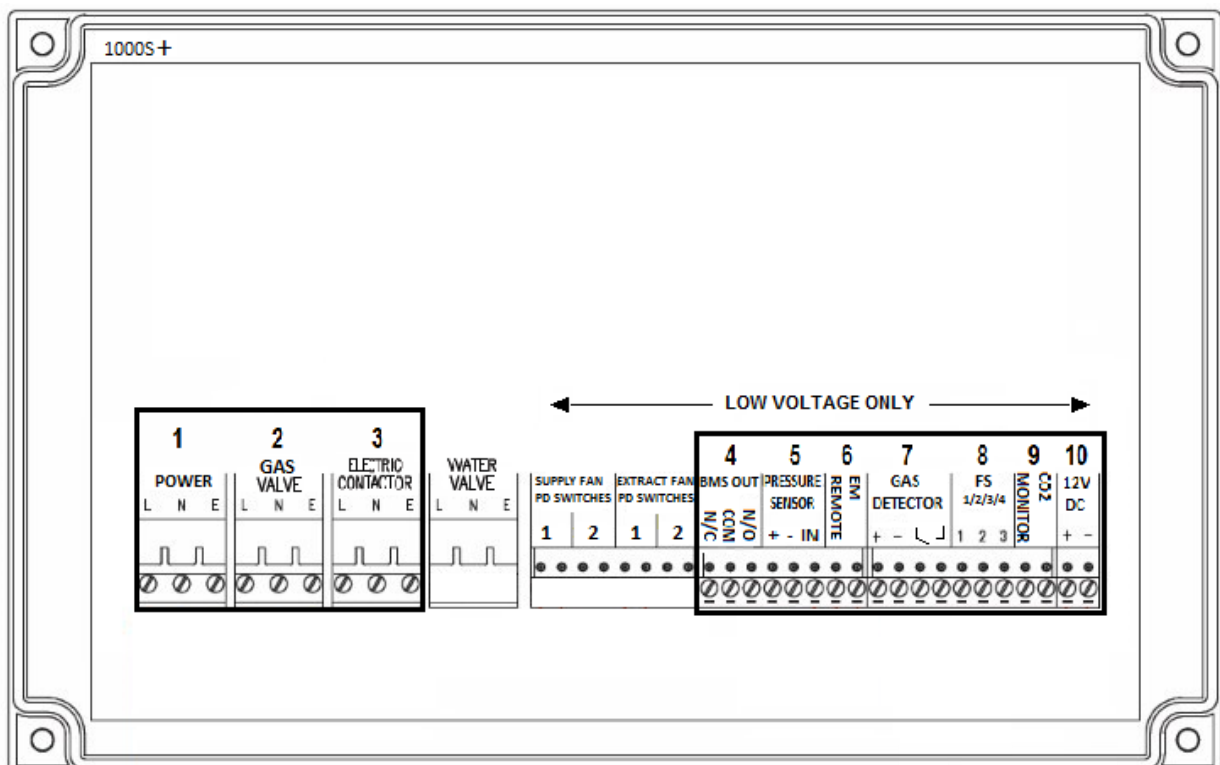 1000S+
LOW VOLTAGE ONLY
1
POWER
L N E
2
GAS
VALVE
L N E
3
ELECTRIC
CONTACTOR
L N E
WATER
VALVE
L N E
SUPPLY FAN
PD SWITCHES
1 2
EXTRACT FAN
PD SWITCHES
1 2
4
BMS OUT
N/C
COM
N/O
5
PRESSURE
SENSOR
+ - IN
6
EM
REMOTE
7
GAS
DETECTOR
+ -
8
FS
1/2/3/4
1 2 3
9
CO2
MONITOR
10
12V
DC
+ -